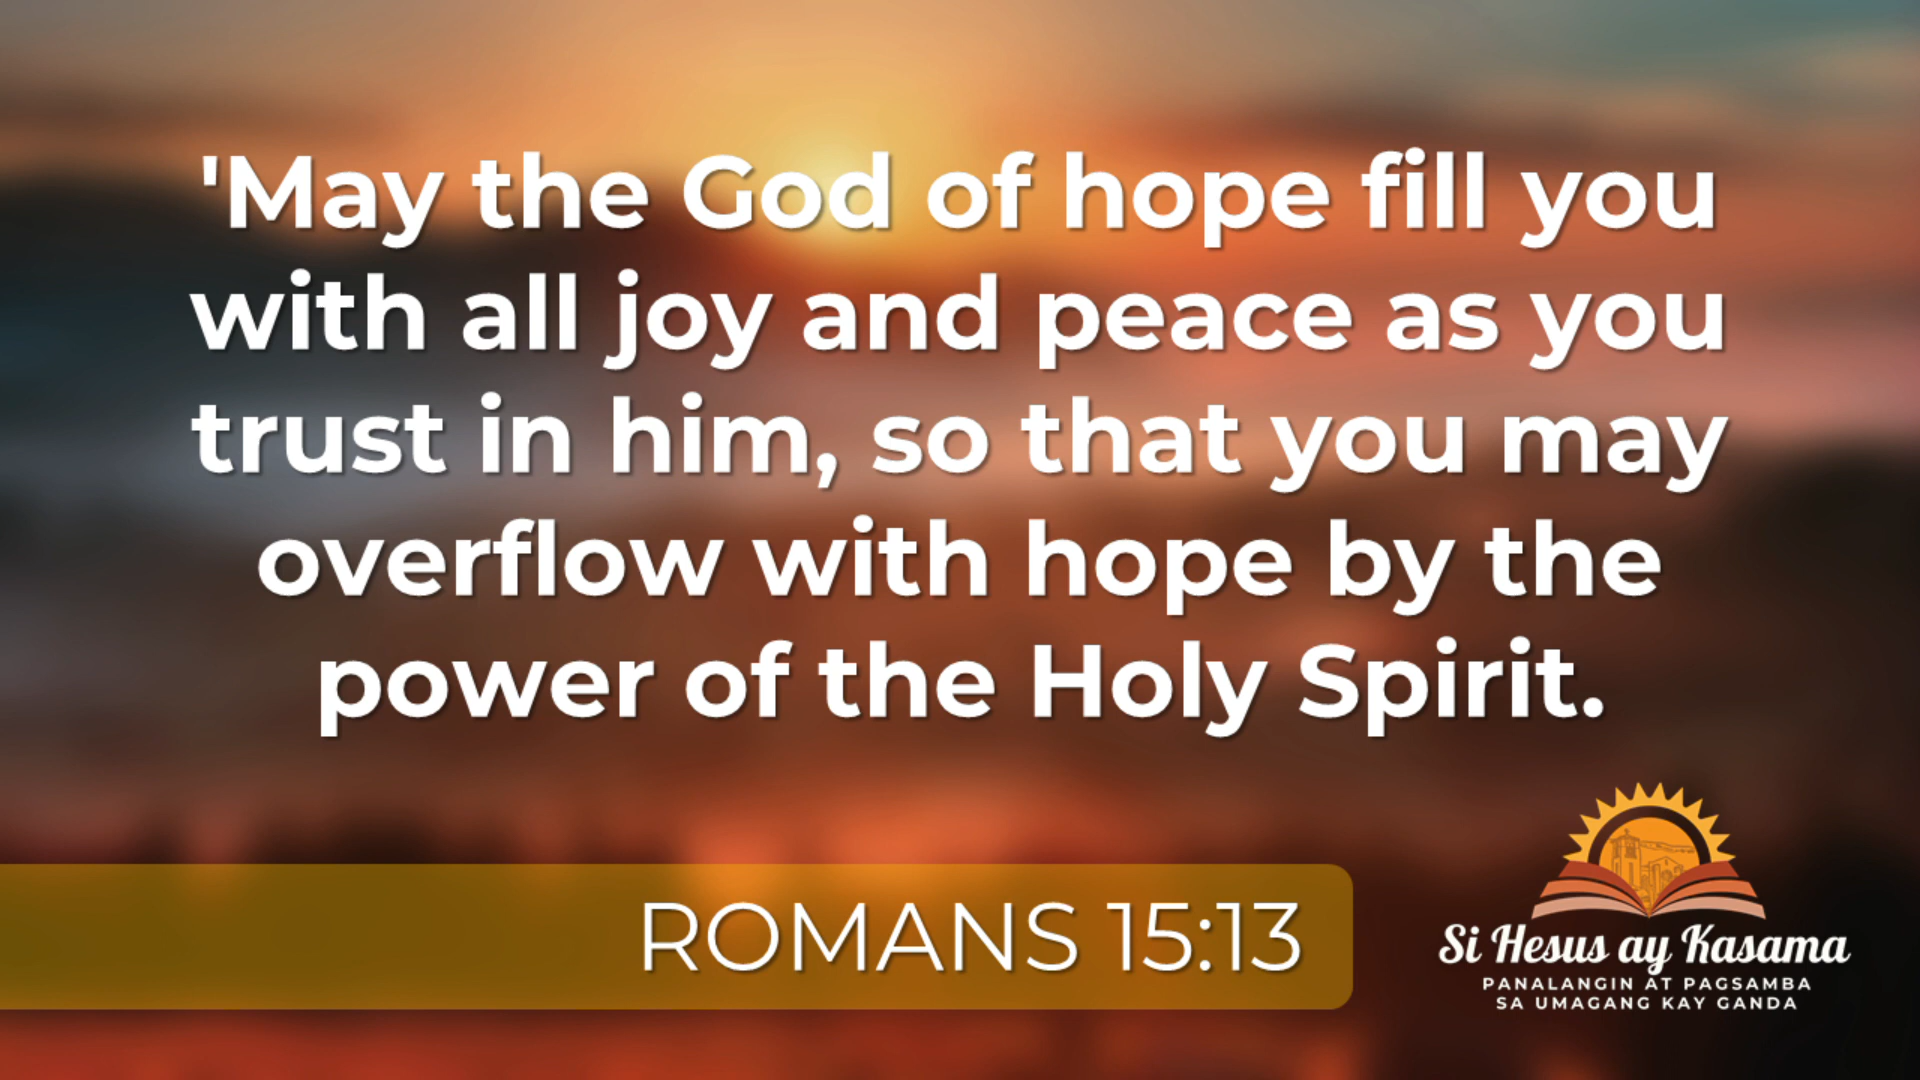 'May the God of hope fill you
with all joy and peace as you
trust in him, so that you may
overflow with hope by the
power of the Holy Spirit.
ROMANS 15:13
Si Hesus ay Kasama
PANALANGIN AT PAGSAMBA
SA UMAGANG KAY GANDA